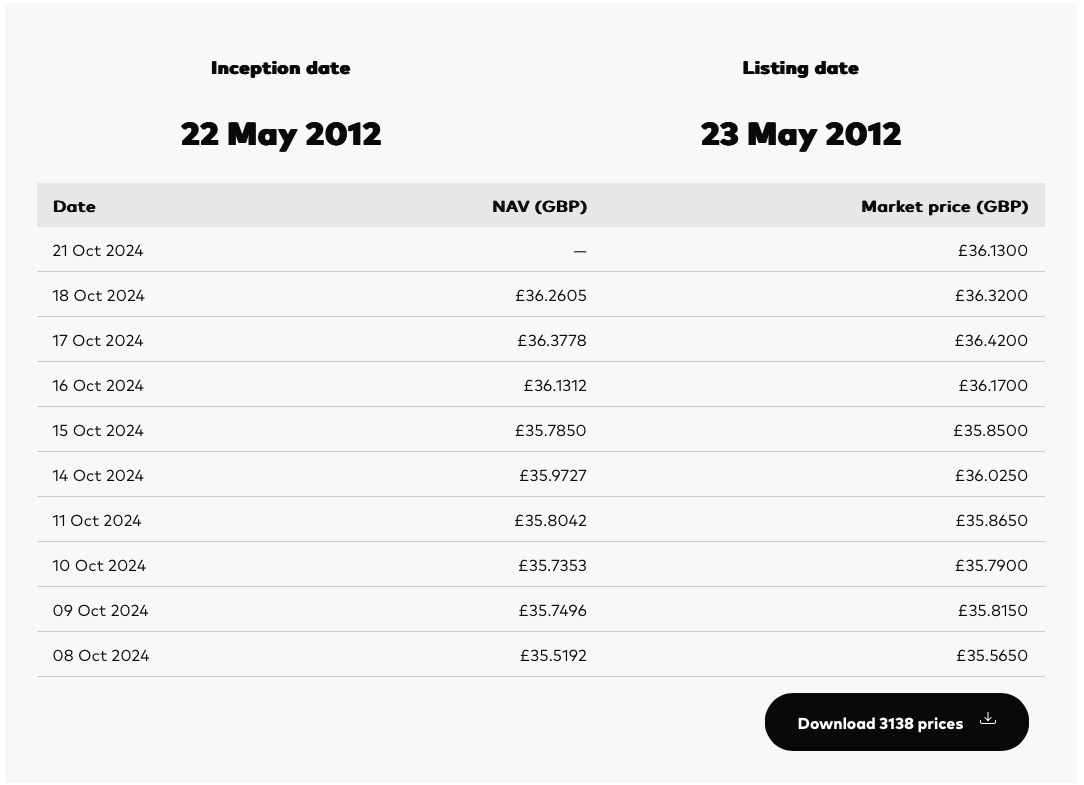 Inception date Listing date
22 May 2012 23 May 2012
Date NAV (GBP) Market price (GBP)
21 Oct 2024 — £36.1300
18 Oct 2024 £36.2605 £36.3200
17 Oct 2024 £36.3778 £36.4200
16 Oct 2024 £36.1312 £36.1700
15 Oct 2024 £35.7850 £35.8500
14 Oct 2024 £35.9727 £36.0250
11 Oct 2024 £35.8042 £35.8650
10 Oct 2024 £35.7353 £35.7900
09 Oct 2024 £35.7496 £35.8150
08 Oct 2024 £35.5192 £35.5650
Download 3138 prices